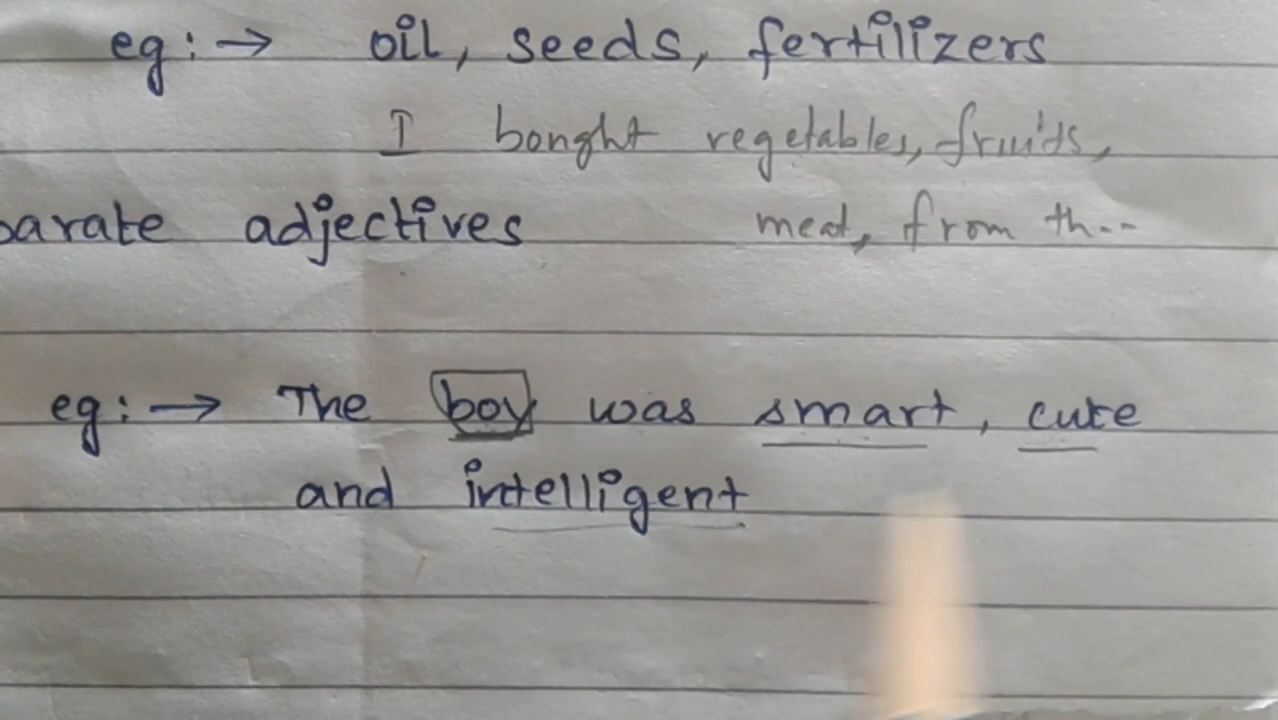 eg:→ oil, seeds, fertilizers
I bought vegetables, fruits,
parate adjectives meat, from th...
eg:→ The boy was smart, cute
and intelligent